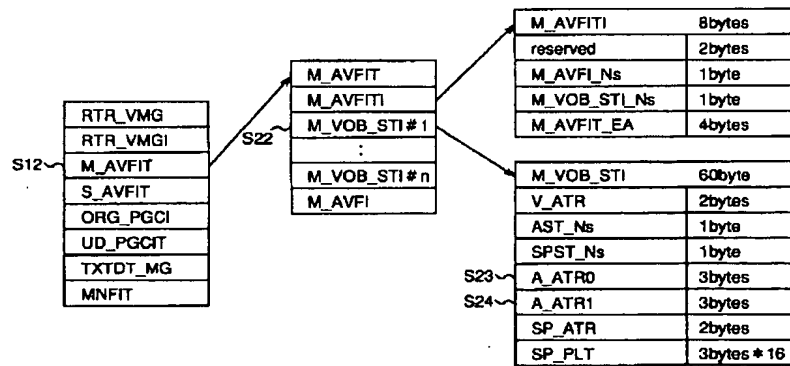 RTR_VMG
RTR_VMGI
S12 M_AVFIT
S_AVFIT
ORG_PGCI
UD_PGCIT
TXTDT_MG
MNFIT
M_AVFIT
M_AVFITI
S22 M_VOB_STI#1
:
M_VOB_STI#n
M_AVFI
M_AVFITI 8bytes
reserved 2bytes
M_AVFI_Ns 1byte
M_VOB_STI_Ns 1byte
M_AVFIT_EA 4bytes
M_VOB_STI 60byte
V_ATR 2bytes
AST_Ns 1byte
SPST_Ns 1byte
S23 A_ATR0 3bytes
S24 A_ATR1 3bytes
SP_ATR 2bytes
SP_PLT 3bytes*16